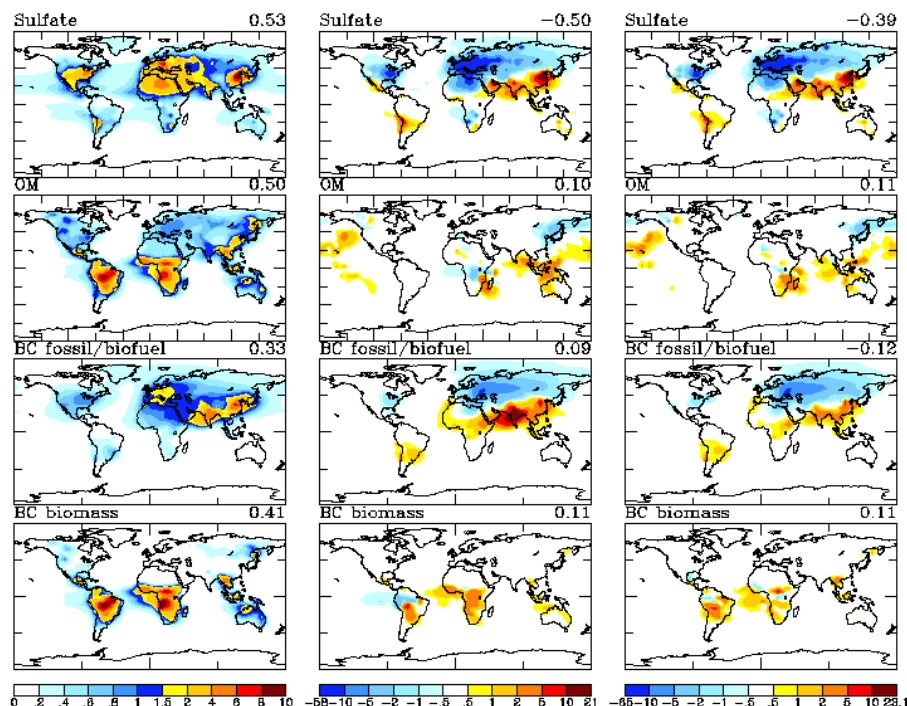 Sulfate 0.53 Sulfate −0.50 Sulfate −0.39
OM 0.50 OM 0.10 OM 0.11
BC fossil/biofuel 0.33 BC fossil/biofuel 0.09 BC fossil/biofuel −0.12
BC biomass 0.41 BC biomass 0.11 BC biomass 0.11
0 .2 .4 .6 .8 1 1.5 2 4 6 8 10 −58−10 −5 −2 −1 −.5 .5 1 2 5 10 21 −65−10 −5 −2 −1 −.5 .5 1 2 5 10 23.1